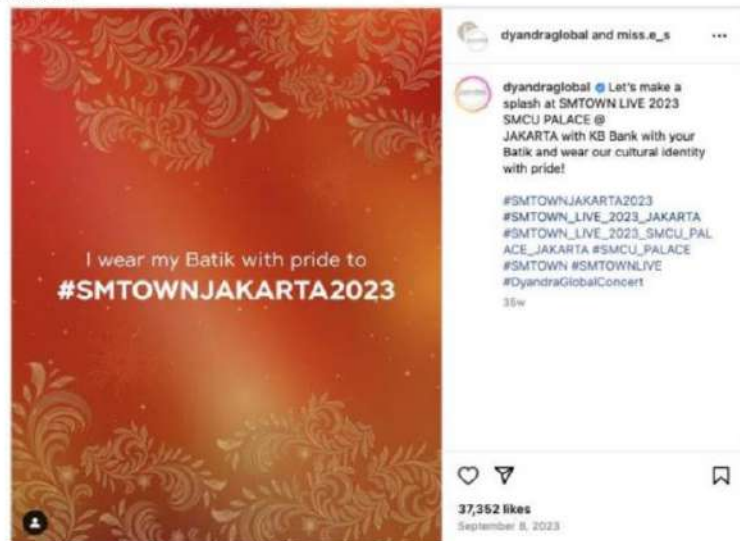 I wear my Batik with pride to
#SMTOWNJAKARTA2023
dyandraglobal and miss.e_s
dyandraglobal Let's make a
splash at SMTOWN LIVE 2023
SMCU PALACE @
JAKARTA with KB Bank with your
Batik and wear our cultural identity
with pride!
#SMTOWNJAKARTA2023
#SMTOWN_LIVE_2023_JAKARTA
#SMTOWN_LIVE_2023_SMCU_PAL
ACE_JAKARTA #SMCU_PALACE
#SMTOWN #SMTOWNLIVE
#DyandraGlobalConcert
35w
37,352 likes
September 8, 2023